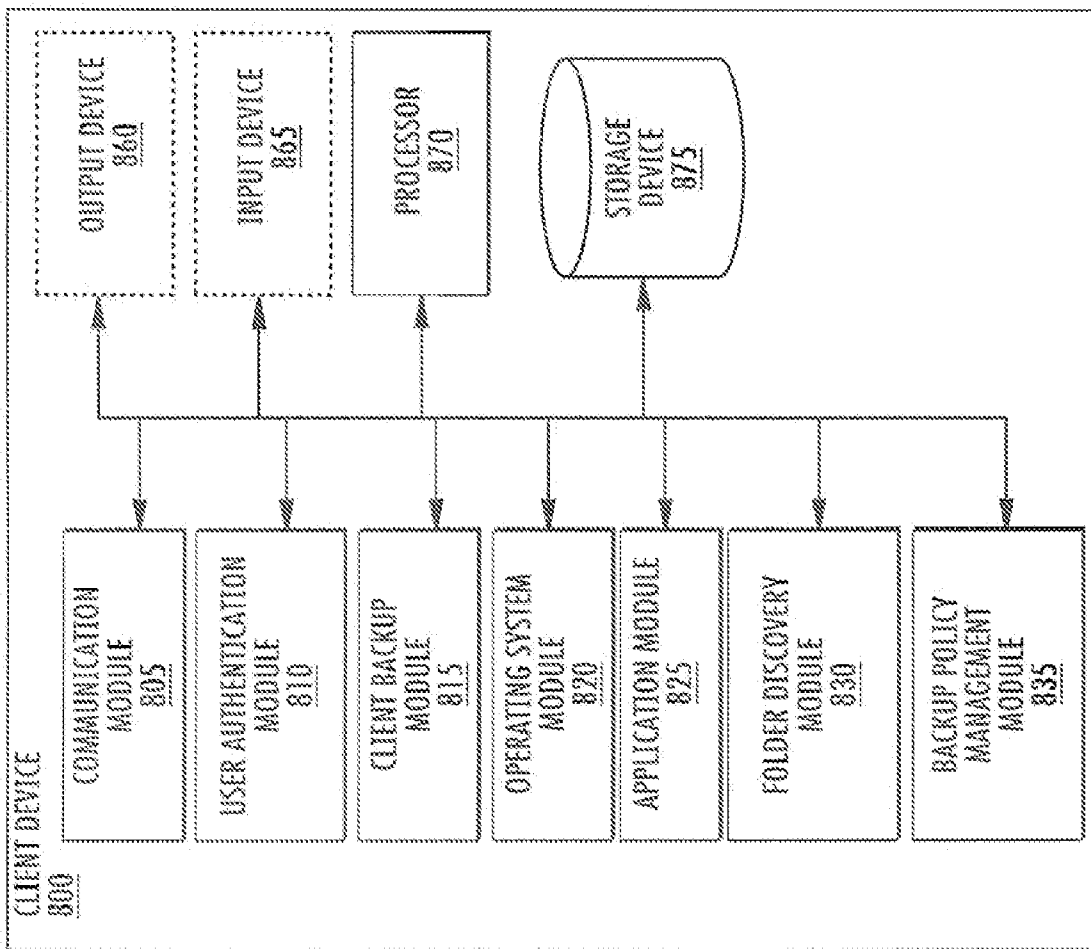 CLIENT DEVICE
800
COMMUNICATION
MODULE
805
USER AUTHENTICATION
MODULE
810
CLIENT BACKUP
MODULE
815
OPERATING SYSTEM
MODULE
820
APPLICATION MODULE
825
FOLDER DISCOVERY
MODULE
830
BACKUP POLICY
MANAGEMENT
MODULE
835
OUTPUT DEVICE
860
INPUT DEVICE
865
PROCESSOR
870
STORAGE
DEVICE
875